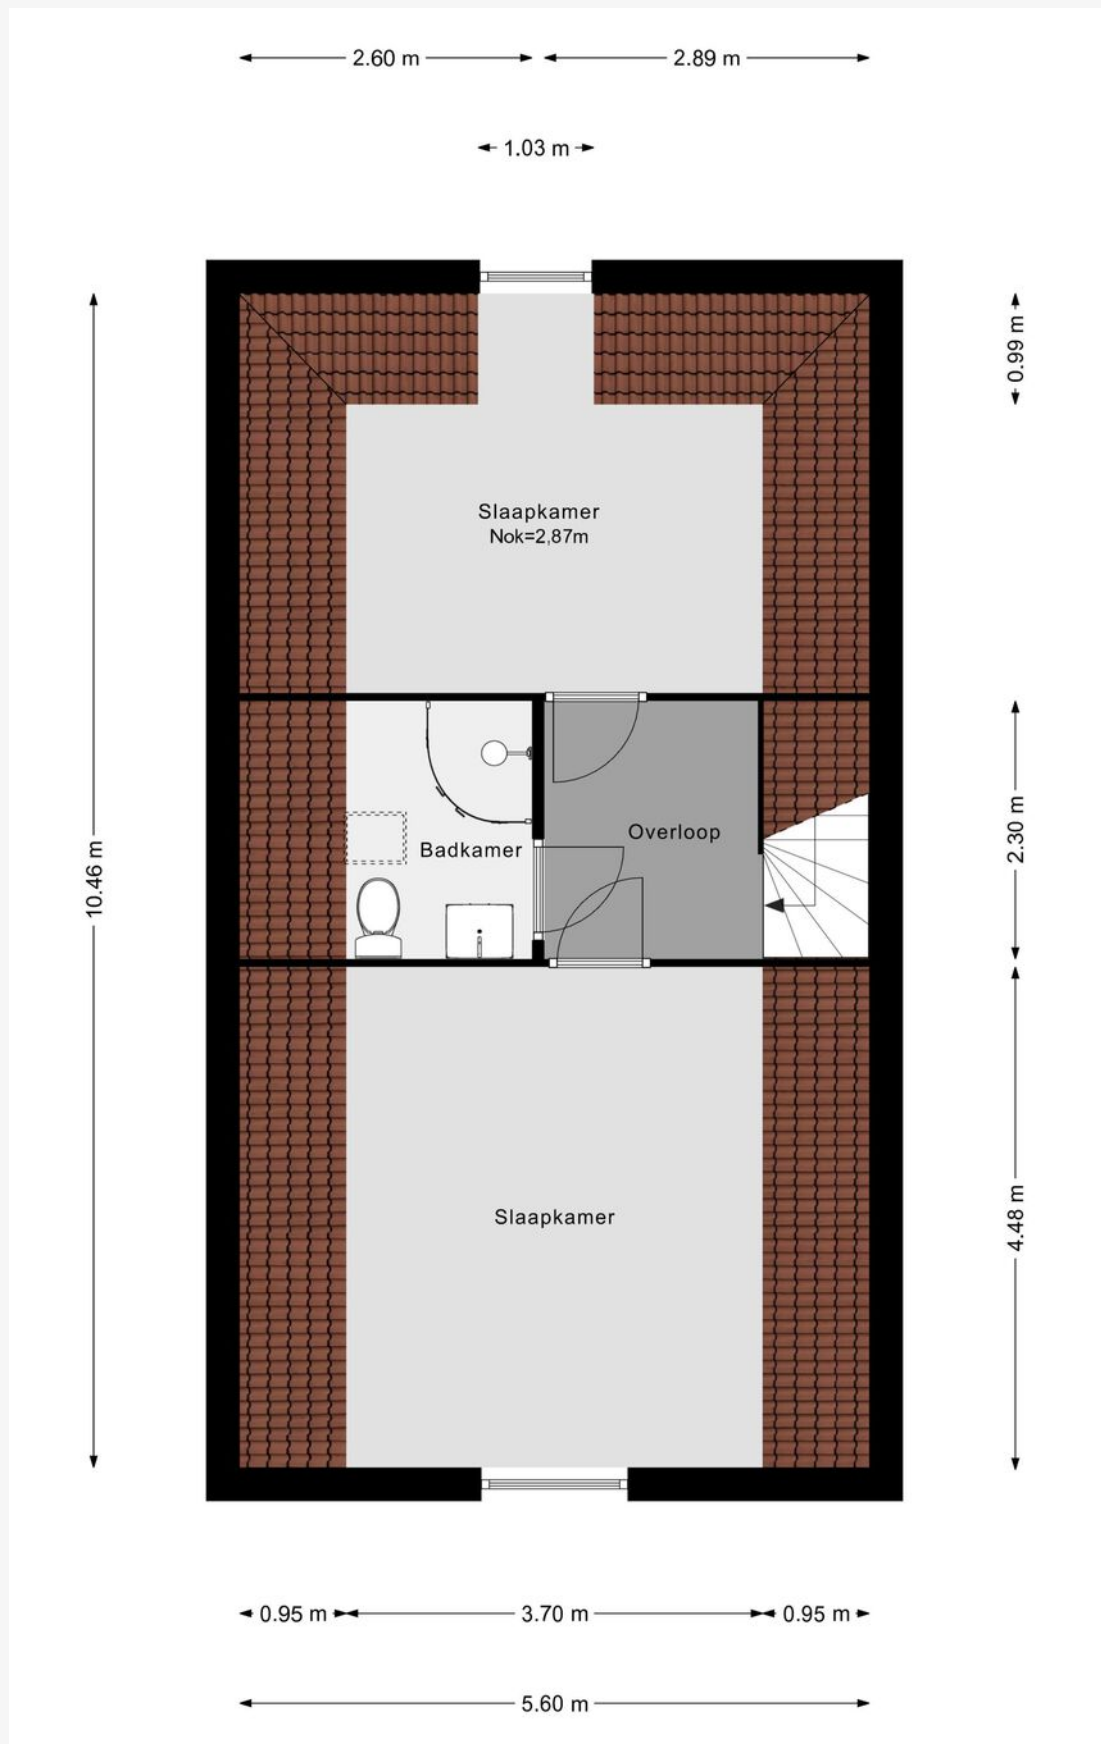 2.60 m
2.89 m
1.03 m
0.99 m
Slaapkamer
Nok=2,87m
10.46 m
2.30 m
Overloop
Badkamer
4.48 m
Slaapkamer
0.95 m
3.70 m
0.95 m
5.60 m